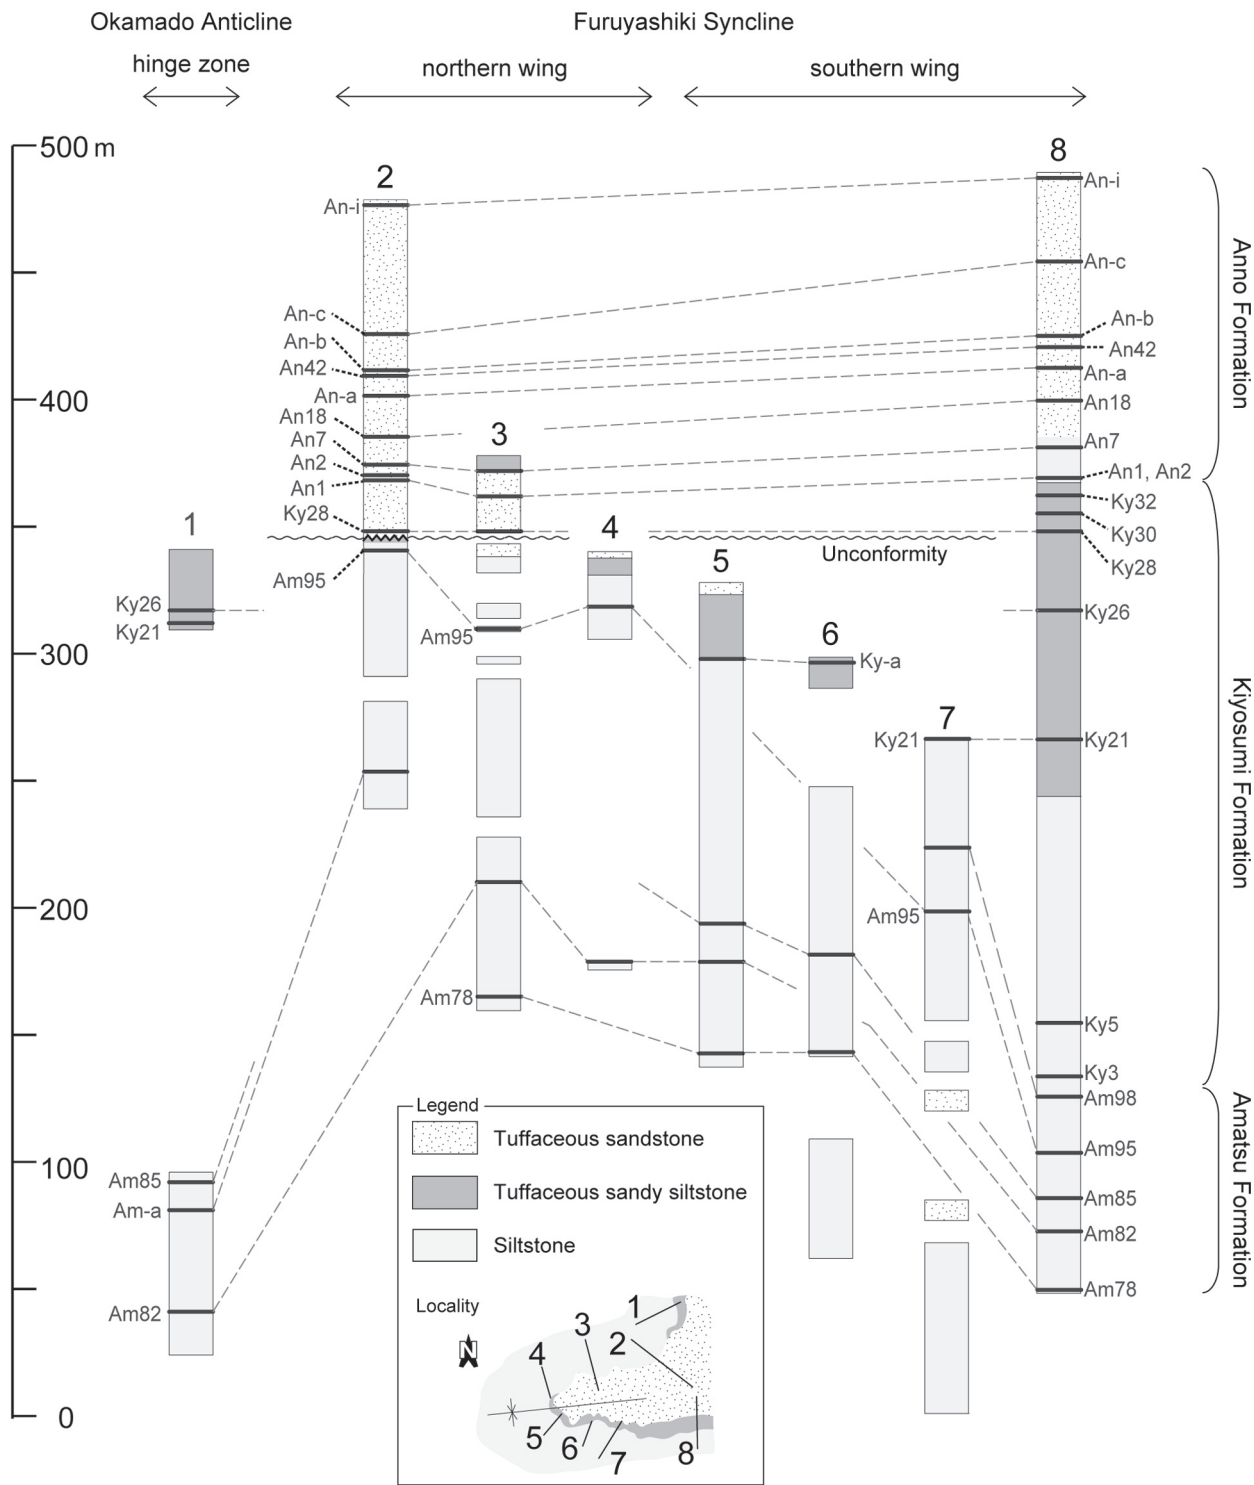 Okamado Anticline
Furuyashiki Syncline
hinge zone
northern wing
southern wing
500 m
400
300
200
100
0
1
Ky26
Ky21
Am85
Am-a
Am82
2
An-i
An-c
An-b
An42
An-a
An18
An7
An2
An1
Ky28
Am95
3
Am95
Am78
4
Unconformity
5
6
Ky-a
7
Ky21
Am95
8
An-i
An-c
An-b
An42
An-a
An18
An7
An1, An2
Ky32
Ky30
Ky28
Ky26
Ky21
Ky5
Ky3
Am98
Am95
Am85
Am82
Am78
Anno Formation
Kiyosumi Formation
Amatsu Formation
Legend
Tuffaceous sandstone
Tuffaceous sandy siltstone
Siltstone
Locality
N
1
3
2
4
5
6
7
8